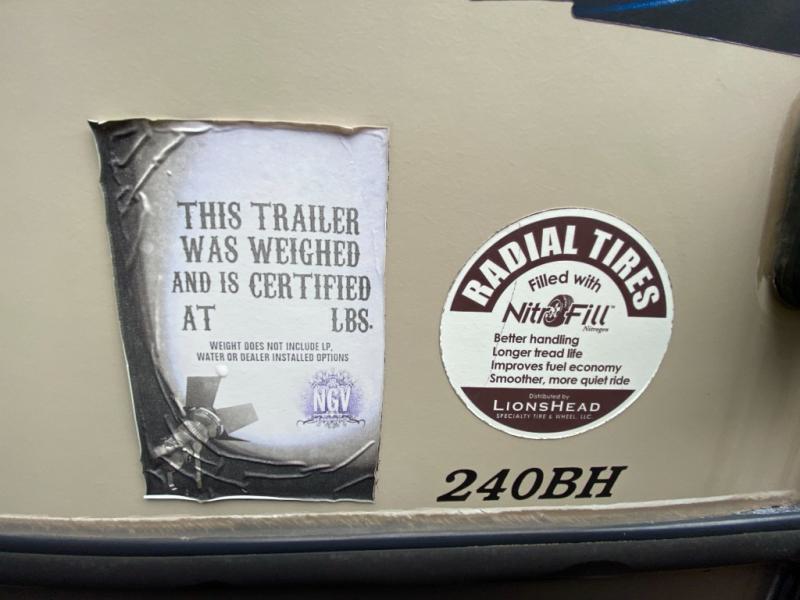 THIS TRAILER
WAS WEIGHED
AND IS CERTIFIED
AT LBS.
WEIGHT DOES NOT INCLUDE LP,
WATER OR DEALER INSTALLED OPTIONS
NGV
RADIAL TIRES
Filled with
NitroFill™
Nitrogen
Better handling
Longer tread life
Improves fuel economy
Smoother, more quiet ride
Distributed by
LIONSHEAD
SPECIALTY TIRE & WHEEL, LLC.
240BH